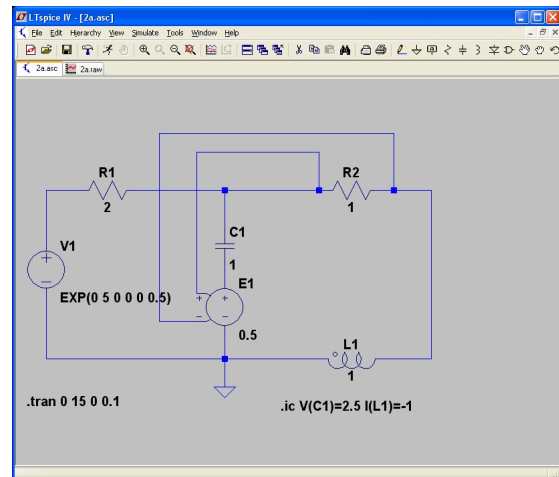 LTspice IV - [2a.asc]
File Edit Hierarchy View Simulate Tools Window Help
2a.asc 2a.raw
R1
2
R2
1
C1
1
V1
EXP(0 5 0 0 0 0.5)
E1
0.5
L1
1
.tran 0 15 0 0.1
.ic V(C1)=2.5 I(L1)=-1